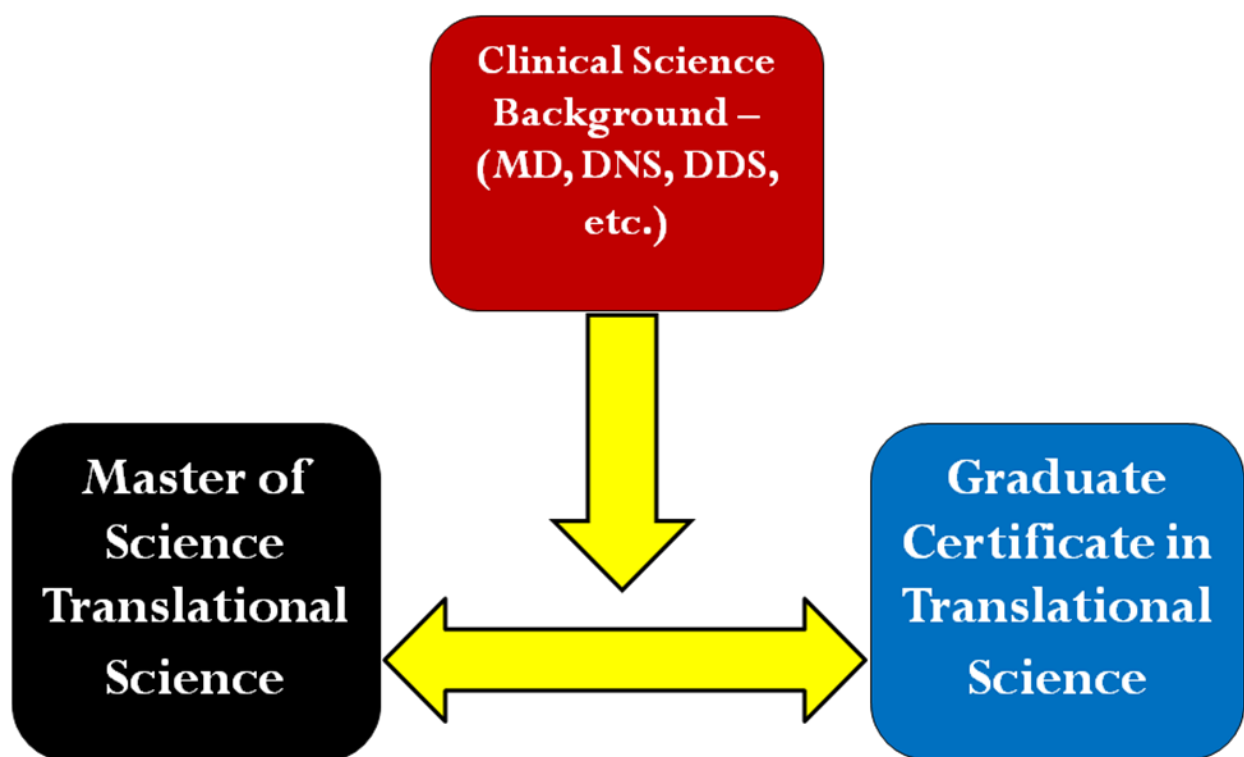 Clinical Science
Background –
(MD, DNS, DDS,
etc.)
Master of
Science
Translational
Science
Graduate
Certificate in
Translational
Science